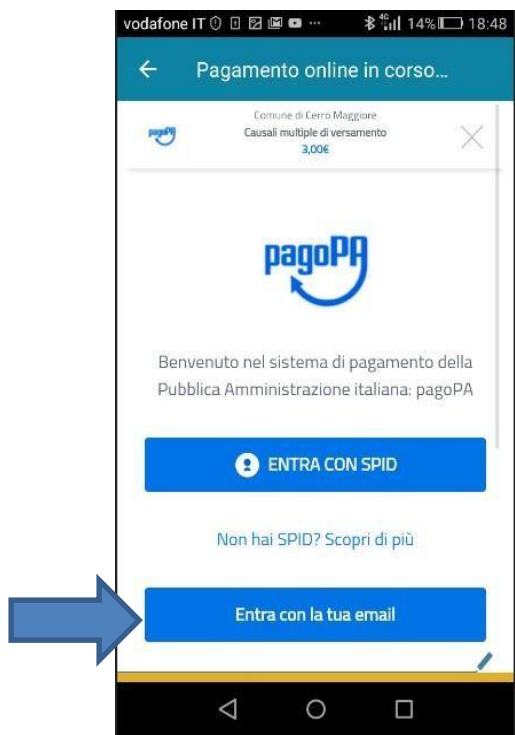 vodafone IT 4G 14% 18:48
Pagamento online in corso...
Comune di Cerro Maggiore
pagoPA Causali multiple di versamento
3,00€
pagoPA
Benvenuto nel sistema di pagamento della
Pubblica Amministrazione italiana: pagoPA
ENTRA CON SPID
Non hai SPID? Scopri di più
Entra con la tua email